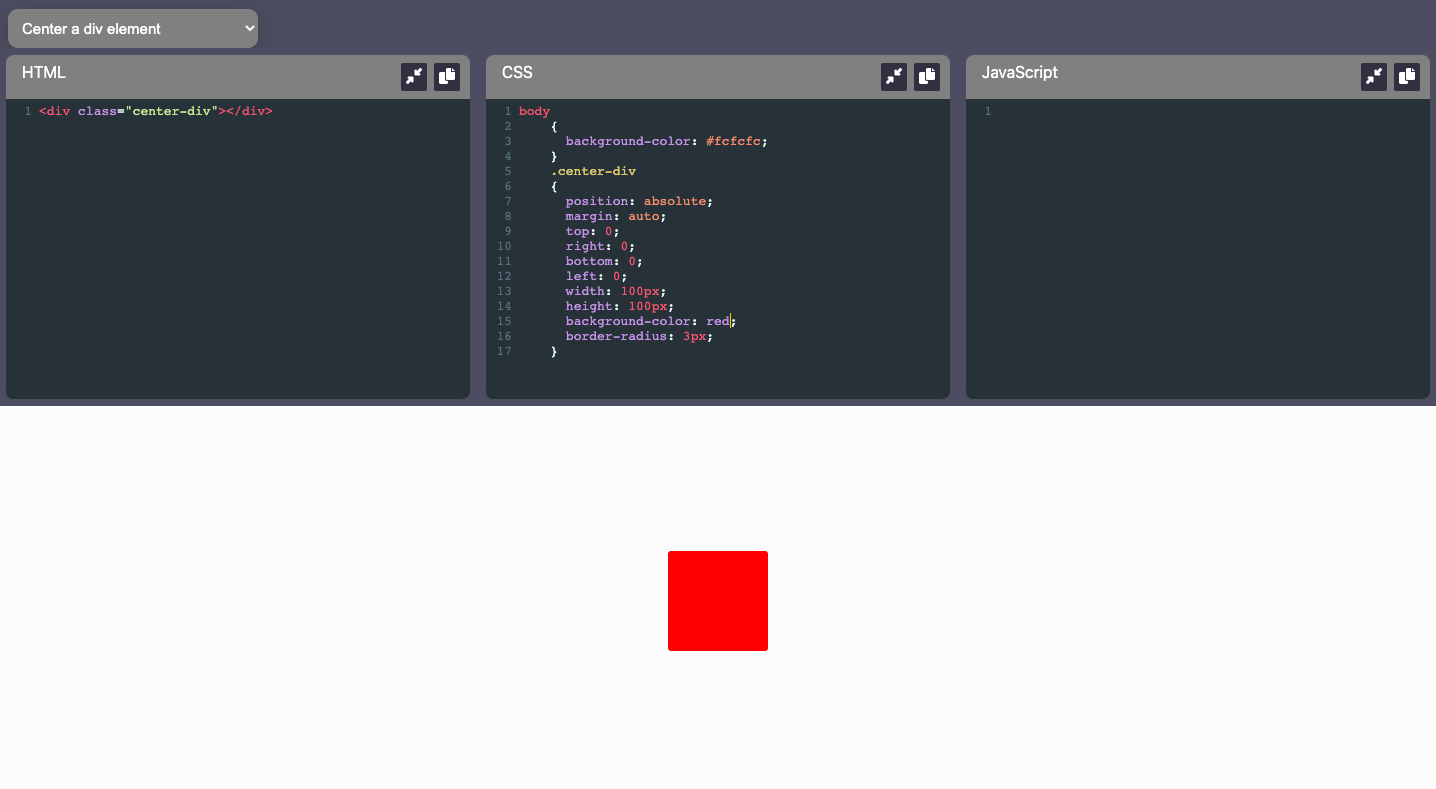 Center a div element
HTML
1 <div class="center-div"></div>
CSS
1 body
2 {
3 background-color: #fcfcfc;
4 }
5 .center-div
6 {
7 position: absolute;
8 margin: auto;
9 top: 0;
10 right: 0;
11 bottom: 0;
12 left: 0;
13 width: 100px;
14 height: 100px;
15 background-color: red;
16 border-radius: 3px;
17 }
JavaScript
1